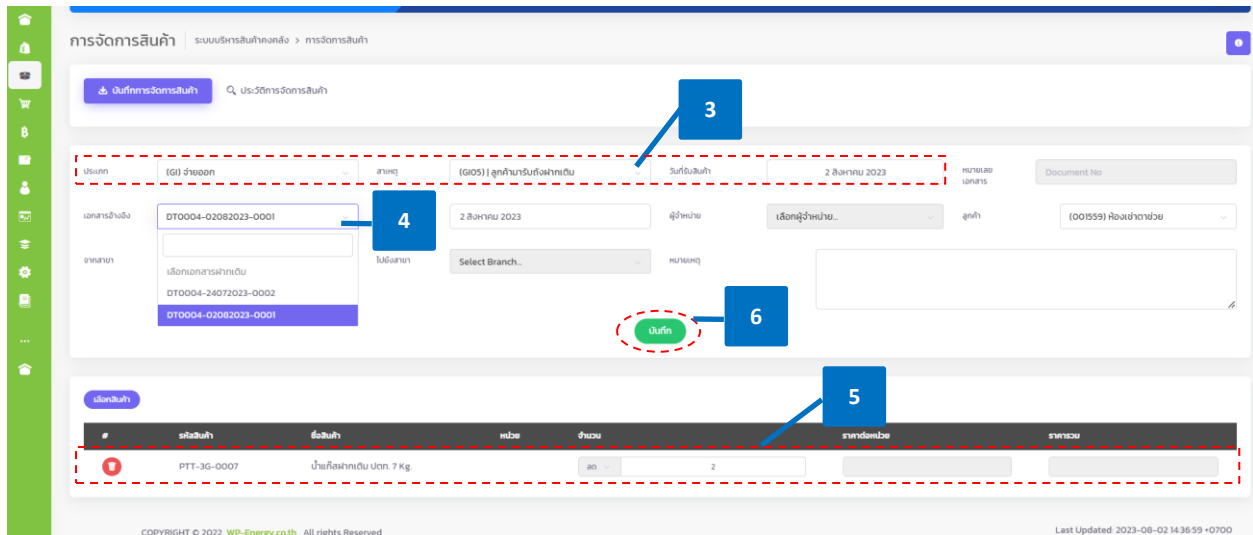 การจัดการสินค้า ระบบบริหารสินค้าคงคลัง > การจัดการสินค้า
บันทึกการจัดการสินค้า ประวัติการจัดการสินค้า
3
ประเภท (GI) จ่ายออก สาเหตุ (GI05) | ลูกค้ามารับถังฝากเติม วันที่รับสินค้า 2 สิงหาคม 2023 หมายเลขเอกสาร Document No
เอกสารอ้างอิง DT0004-02082023-0001 4 2 สิงหาคม 2023 ผู้จำหน่าย เลือกผู้จำหน่าย... ลูกค้า (001559) ห้องเช่าตาช่วย
จากสาขา ไปยังสาขา Select Branch... หมายเหตุ
เลือกเอกสารฝากเติม
DT0004-24072023-0002
DT0004-02082023-0001
บันทึก 6
เลือกสินค้า 5
# รหัสสินค้า ชื่อสินค้า หน่วย จำนวน ราคาต่อหน่วย ราคารวม
PTT-3G-0007 น้ำแก๊สฝากเติม ปตท. 7 Kg. ลด 2
COPYRIGHT © 2022 WP-Energy.co.th All rights Reserved Last Updated: 2023-08-02 14:36:59 +0700